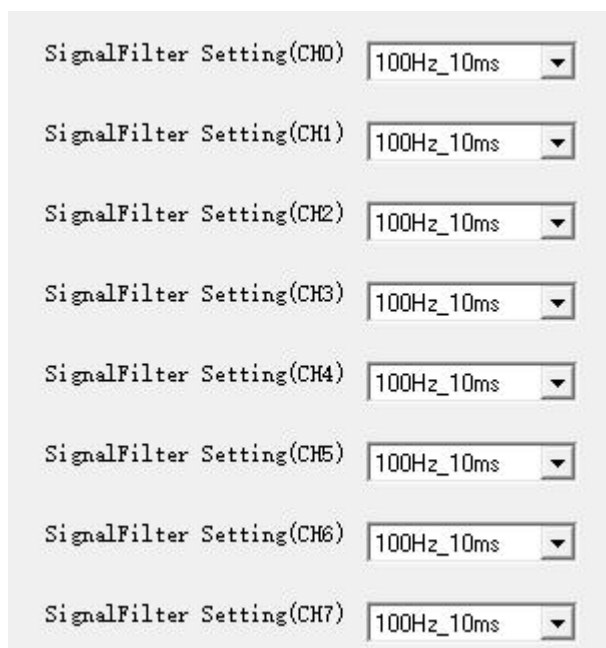 SignalFilter Setting(CH0) 100Hz_10ms
SignalFilter Setting(CH1) 100Hz_10ms
SignalFilter Setting(CH2) 100Hz_10ms
SignalFilter Setting(CH3) 100Hz_10ms
SignalFilter Setting(CH4) 100Hz_10ms
SignalFilter Setting(CH5) 100Hz_10ms
SignalFilter Setting(CH6) 100Hz_10ms
SignalFilter Setting(CH7) 100Hz_10ms